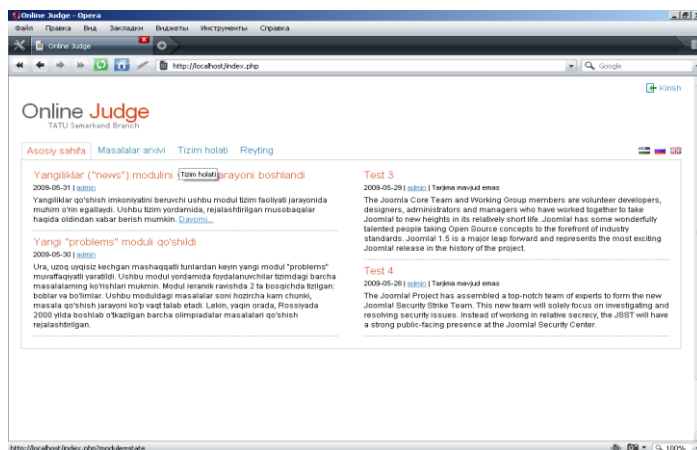 Online Judge - Opera
Файл Правка Вид Закладки Виджеты Инструменты Справка
Online Judge
http://localhost/index.php
Google
Kirish
Online Judge
TATU Samarkand Branch
Asosiy sahifa Masalalar arxivi Tizim holati Reyting
Yangiliklar ("news") modulini Tizim holati jarayoni boshlandi
2009-05-31 | admin
Yangiliklar qo'shish imkoniyatini beruvchi ushbu modul tizim faoliyati jarayonida
muhim o'rin egallaydi. Ushbu tizim yordamida, rejalashtirilgan musobaqalar
haqida oldindan xabar berish mumkin. Davomi...
Yangi "problems" moduli qo'shildi
2009-05-30 | admin
Ura, uzoq uyqisiz kechgan mashaqqatli tunlardan keyin yangi modul "problems"
muvaffaqiyatli yaratildi. Ushbu modul yordamida foydalanuvchilar tizimdagi barcha
masalalarning ko'rishlari mukmin. Modul ierarxik ravishda 2 ta bosqichda tizilgan:
boblar va bo'limlar. Ushbu moduldagi masalalar soni hozircha kam chunki,
masala qo'shish jarayoni ko'p vaqt talab etadi. Lekin, yaqin orada, Rossiyada
2000 yilda boshlab o'tkazilgan barcha olimpiadalar masalalari qo'shish
rejalashtirilgan.
Test 3
2009-05-29 | admin | Tarjima mavjud emas
The Joomla Core Team and Working Group members are volunteer developers,
designers, administrators and managers who have worked together to take
Joomla! to new heights in its relatively short life. Joomla! has some wonderfully
talented people taking Open Source concepts to the forefront of industry
standards. Joomla! 1.5 is a major leap forward and represents the most exciting
Joomla! release in the history of the project.
Test 4
2009-05-28 | admin | Tarjima mavjud emas
The Joomla! Project has assembled a top-notch team of experts to form the new
Joomla! Security Strike Team. This new team will solely focus on investigating and
resolving security issues. Instead of working in relative secrecy, the JSST will have
a strong public-facing presence at the Joomla! Security Center.
http://localhost/index.php?module=state
100%